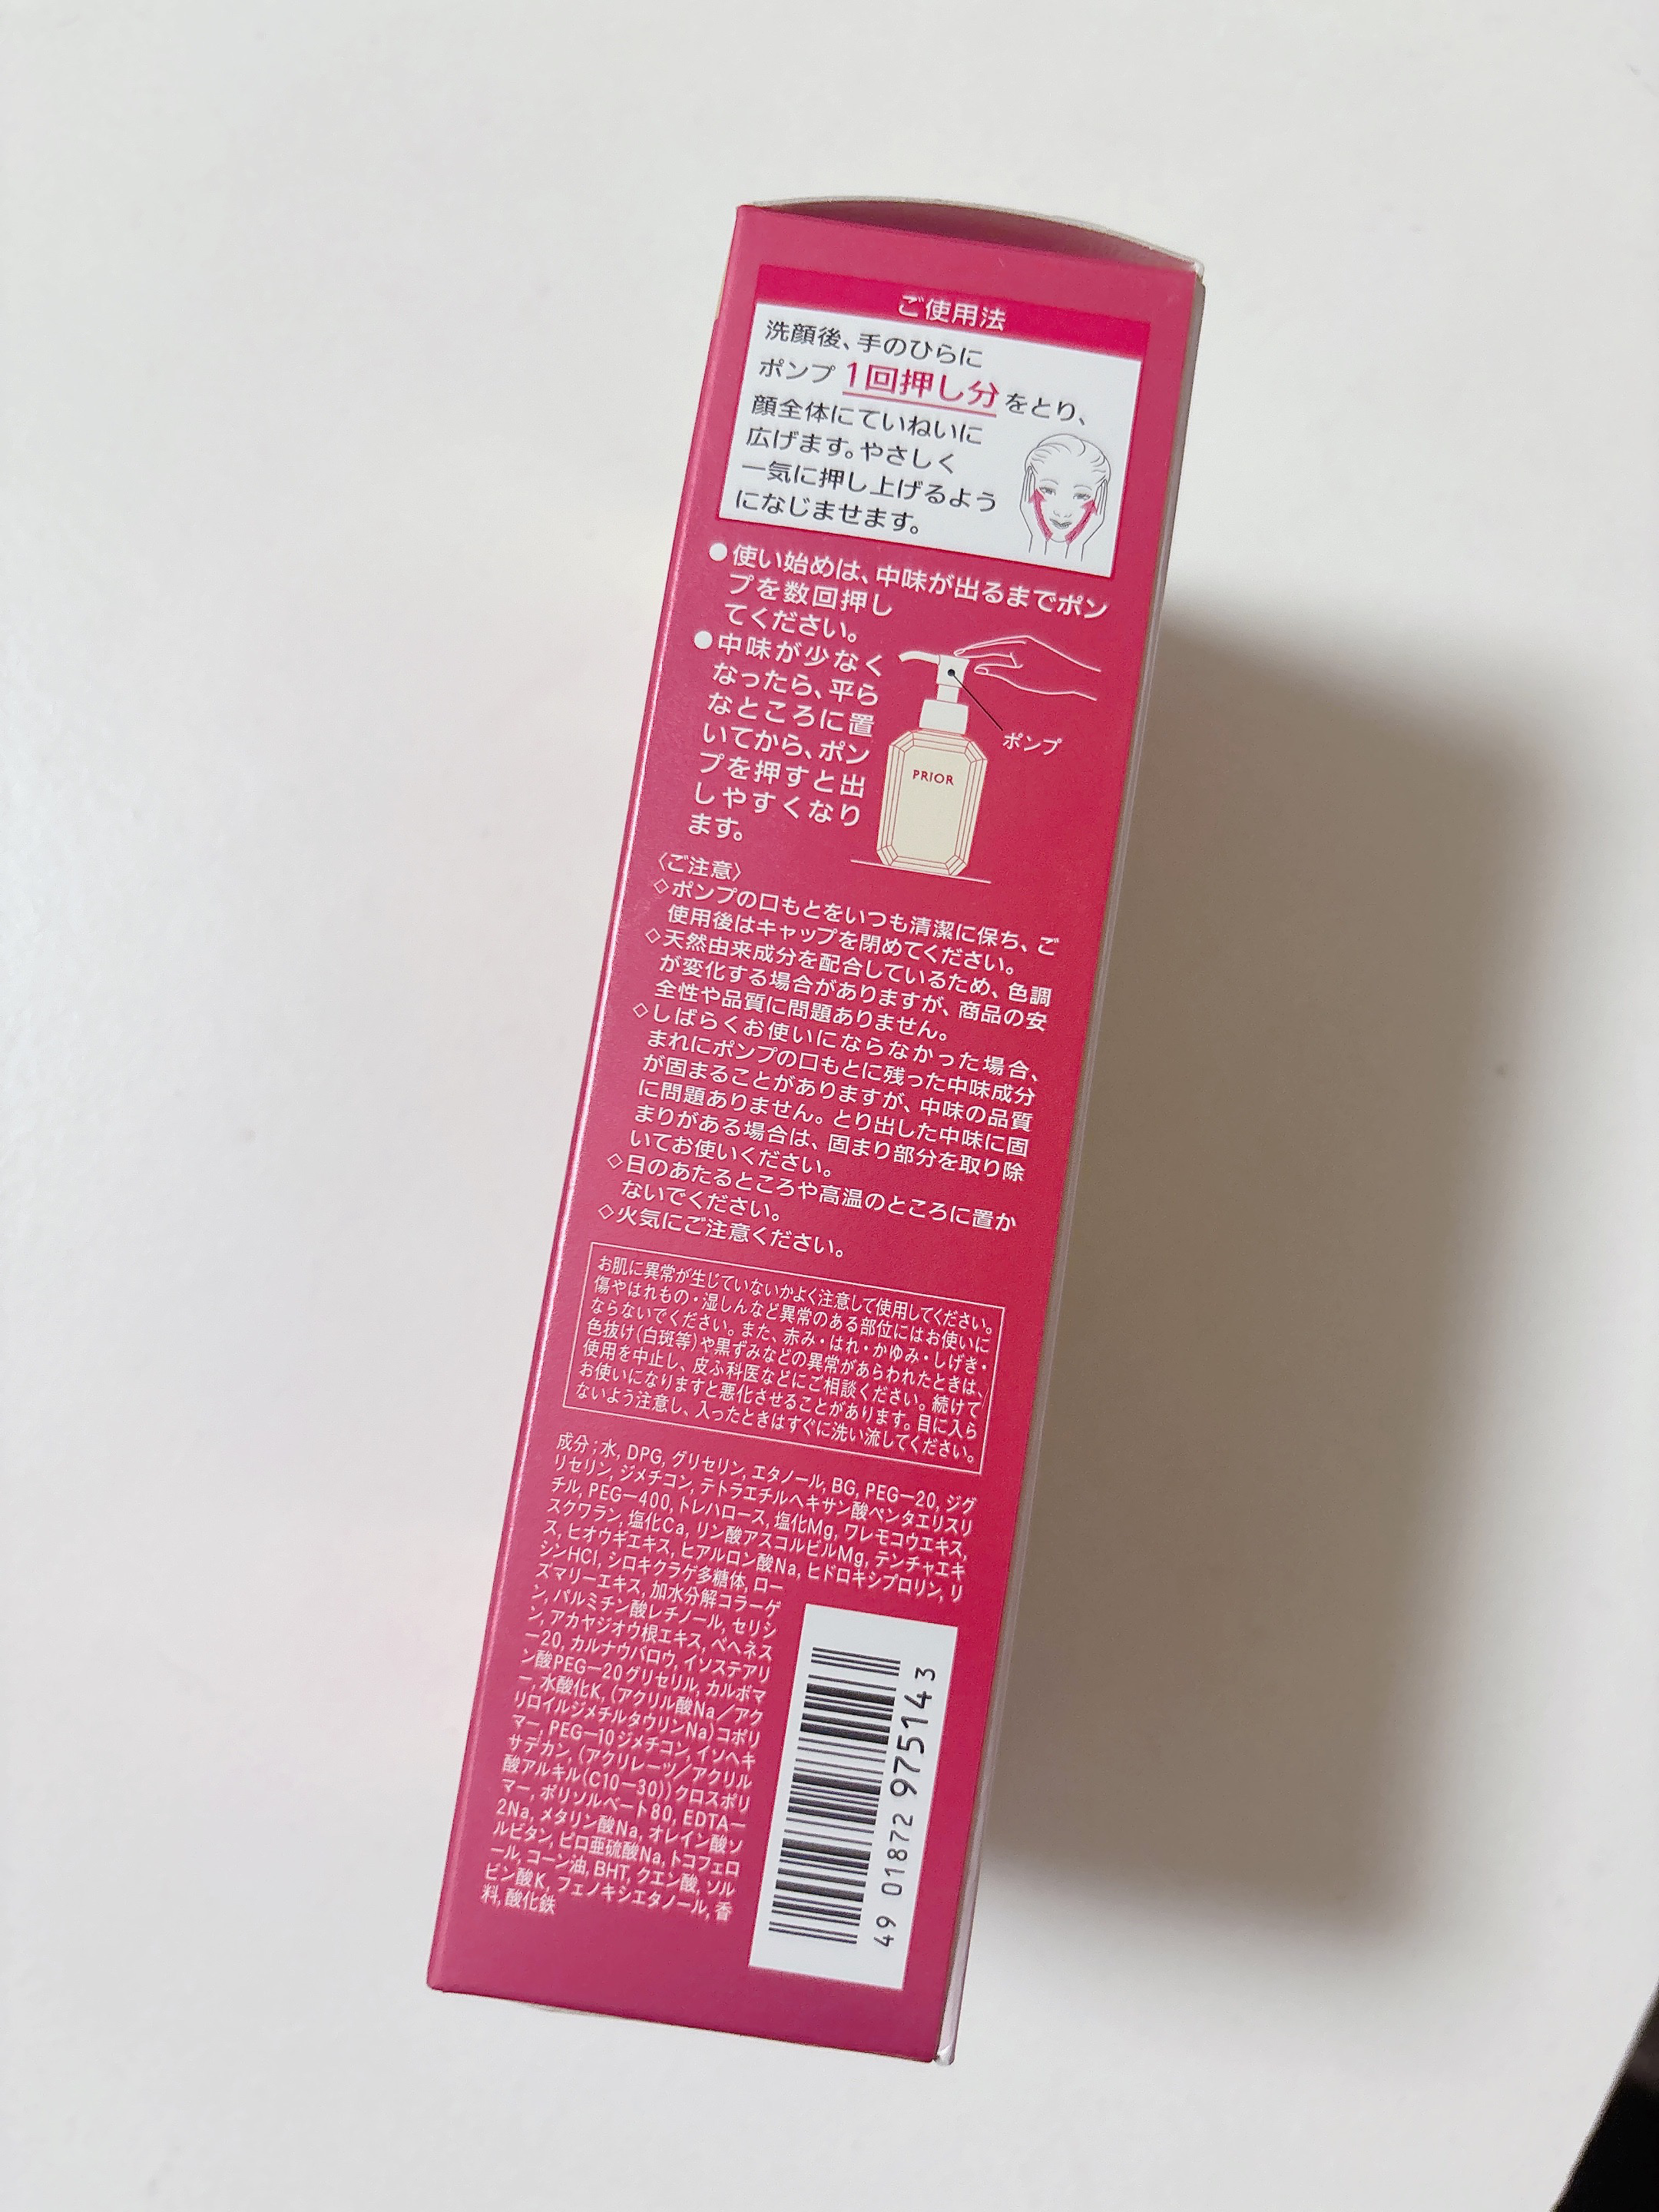 ご使用法
洗顔後、手のひらに
ポンプ1回押し分をとり、
顔全体にていねいに
広げます。やさしく
一気に押し上げるよう
になじませます。
●使い始めは、中味が出るまでポン
プを数回押し
てください。
●中味が少なく
なったら、平ら
なところに置
いてから、ポン
プを押すと出
しやすくなり
ます。
ポンプ
PRIOR
〈ご注意〉
◇ポンプの口もとをいつも清潔に保ち、ご
使用後はキャップを閉めてください。
◇天然由来成分を配合しているため、色調
が変化する場合がありますが、商品の安
全性や品質に問題ありません。
◇しばらくお使いにならなかった場合、
まれにポンプの口もとに残った中味成分
が固まることがありますが、中味の品質
に問題ありません。とり出した中味に固
まりがある場合は、固まり部分を取り除
いてお使いください。
◇日のあたるところや高温のところに置か
ないでください。
◇火気にご注意ください。
お肌に異常が生じていないかよく注意して使用してください。
傷やはれもの・湿しんなど異常のある部位にはお使いに
ならないでください。また、赤み・はれ・かゆみ・しげき・
色抜け(白斑等)や黒ずみなどの異常があらわれたときは、
使用を中止し、皮ふ科医などにご相談ください。続けて
お使いになりますと悪化させることがあります。目に入ら
ないよう注意し、入ったときはすぐに洗い流してください。
成分;水, DPG, グリセリン, エタノール, BG, PEG－20, ジグ
リセリン, ジメチコン, テトラエチルヘキサン酸ペンタエリスリ
チル, PEG－400, トレハロース, 塩化Mg, ワレモコウエキス,
スクワラン, 塩化Ca, リン酸アスコルビルMg, テンチャエキ
ス, ヒオウギエキス, ヒアルロン酸Na, ヒドロキシプロリン, リ
シンHCl, シロキクラゲ多糖体, ロー
ズマリーエキス, 加水分解コラーゲ
ン, パルミチン酸レチノール, セリシ
ン, アカヤジオウ根エキス, ベヘネス
－20, カルナウバロウ, イソステアリ
ン酸PEG－20グリセリル, カルボマ
ー, 水酸化K, (アクリル酸Na／アク
リロイルジメチルタウリンNa)コポリ
マー, PEG－10ジメチコン, イソヘキ
サデカン, (アクリレーツ／アクリル
酸アルキル(C10－30))クロスポリ
マー, ポリソルベート80, EDTA－
2Na, メタリン酸Na, オレイン酸ソ
ルビタン, ピロ亜硫酸Na, トコフェロ
ール, コーン油, BHT, クエン酸, ソル
ビン酸K, フェノキシエタノール, 香
料, 酸化鉄
49 01872 975143